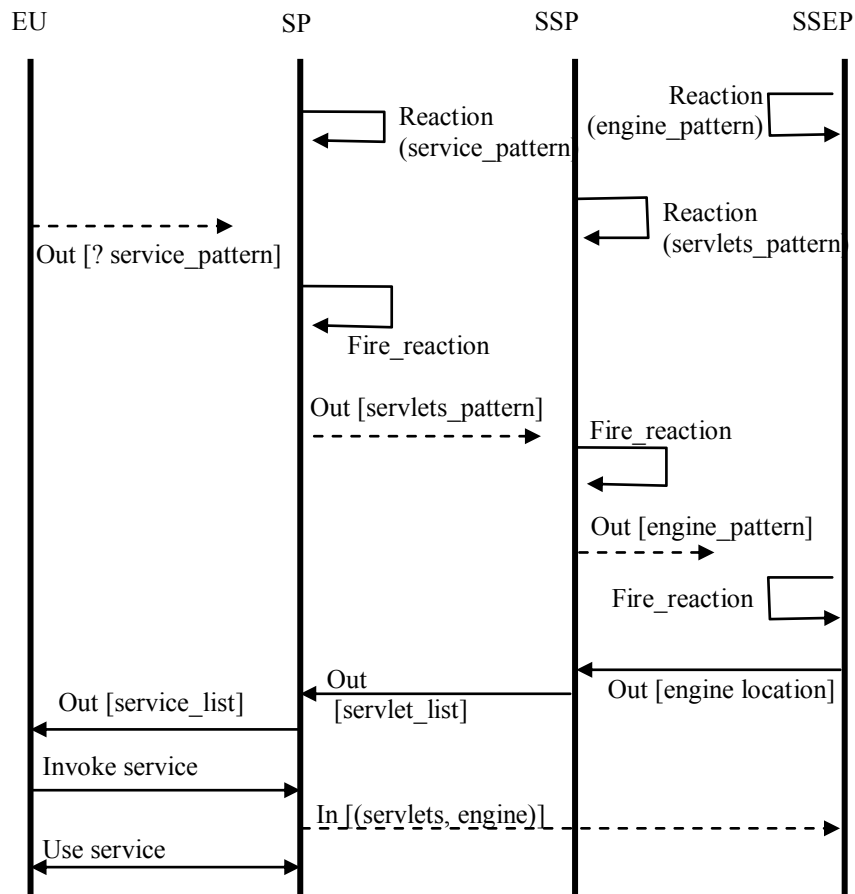 EU
SP
SSP
SSEP
Reaction
(service_pattern)
Reaction
(engine_pattern)
Reaction
(servlets_pattern)
Out [? service_pattern]
Fire_reaction
Out [servlets_pattern]
Fire_reaction
Out [engine_pattern]
Fire_reaction
Out [engine location]
Out
[servlet_list]
Out [service_list]
Invoke service
In [(servlets, engine)]
Use service